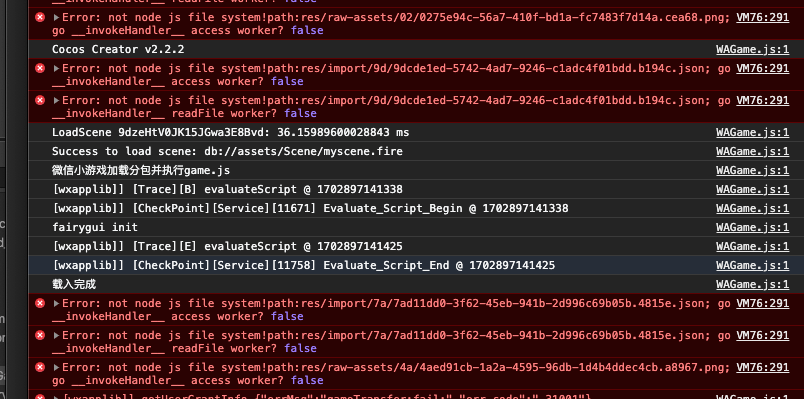 Error: not node js file system!path:res/raw-assets/02/0275e94c-56a7-410f-bd1a-fc7483f7d14a.cea68.png; VM76:291
go __invokeHandler__ access worker? false
Cocos Creator v2.2.2 WAGame.js:1
Error: not node js file system!path:res/import/9d/9dcde1ed-5742-4ad7-9246-c1adc4f01bdd.b194c.json; go VM76:291
__invokeHandler__ access worker? false
Error: not node js file system!path:res/import/9d/9dcde1ed-5742-4ad7-9246-c1adc4f01bdd.b194c.json; go VM76:291
__invokeHandler__ readFile worker? false
LoadScene 9dzeHtV0JK15JGwa3E8Bvd: 36.15989600028843 ms WAGame.js:1
Success to load scene: db://assets/Scene/myscene.fire WAGame.js:1
微信小游戏加载分包并执行game.js WAGame.js:1
[wxapplib]] [Trace][B] evaluateScript @ 1702897141338 WAGame.js:1
[wxapplib]] [CheckPoint][Service][11671] Evaluate_Script_Begin @ 1702897141338 WAGame.js:1
fairygui init WAGame.js:1
[wxapplib]] [Trace][E] evaluateScript @ 1702897141425 WAGame.js:1
[wxapplib]] [CheckPoint][Service][11758] Evaluate_Script_End @ 1702897141425 WAGame.js:1
载入完成 WAGame.js:1
Error: not node js file system!path:res/import/7a/7ad11dd0-3f62-45eb-941b-2d996c69b05b.4815e.json; go VM76:291
__invokeHandler__ access worker? false
Error: not node js file system!path:res/import/7a/7ad11dd0-3f62-45eb-941b-2d996c69b05b.4815e.json; go VM76:291
__invokeHandler__ readFile worker? false
Error: not node js file system!path:res/raw-assets/4a/4aed91cb-1a2a-4595-96db-1d4b4ddec4cb.a8967.png; VM76:291
go __invokeHandler__ access worker? false